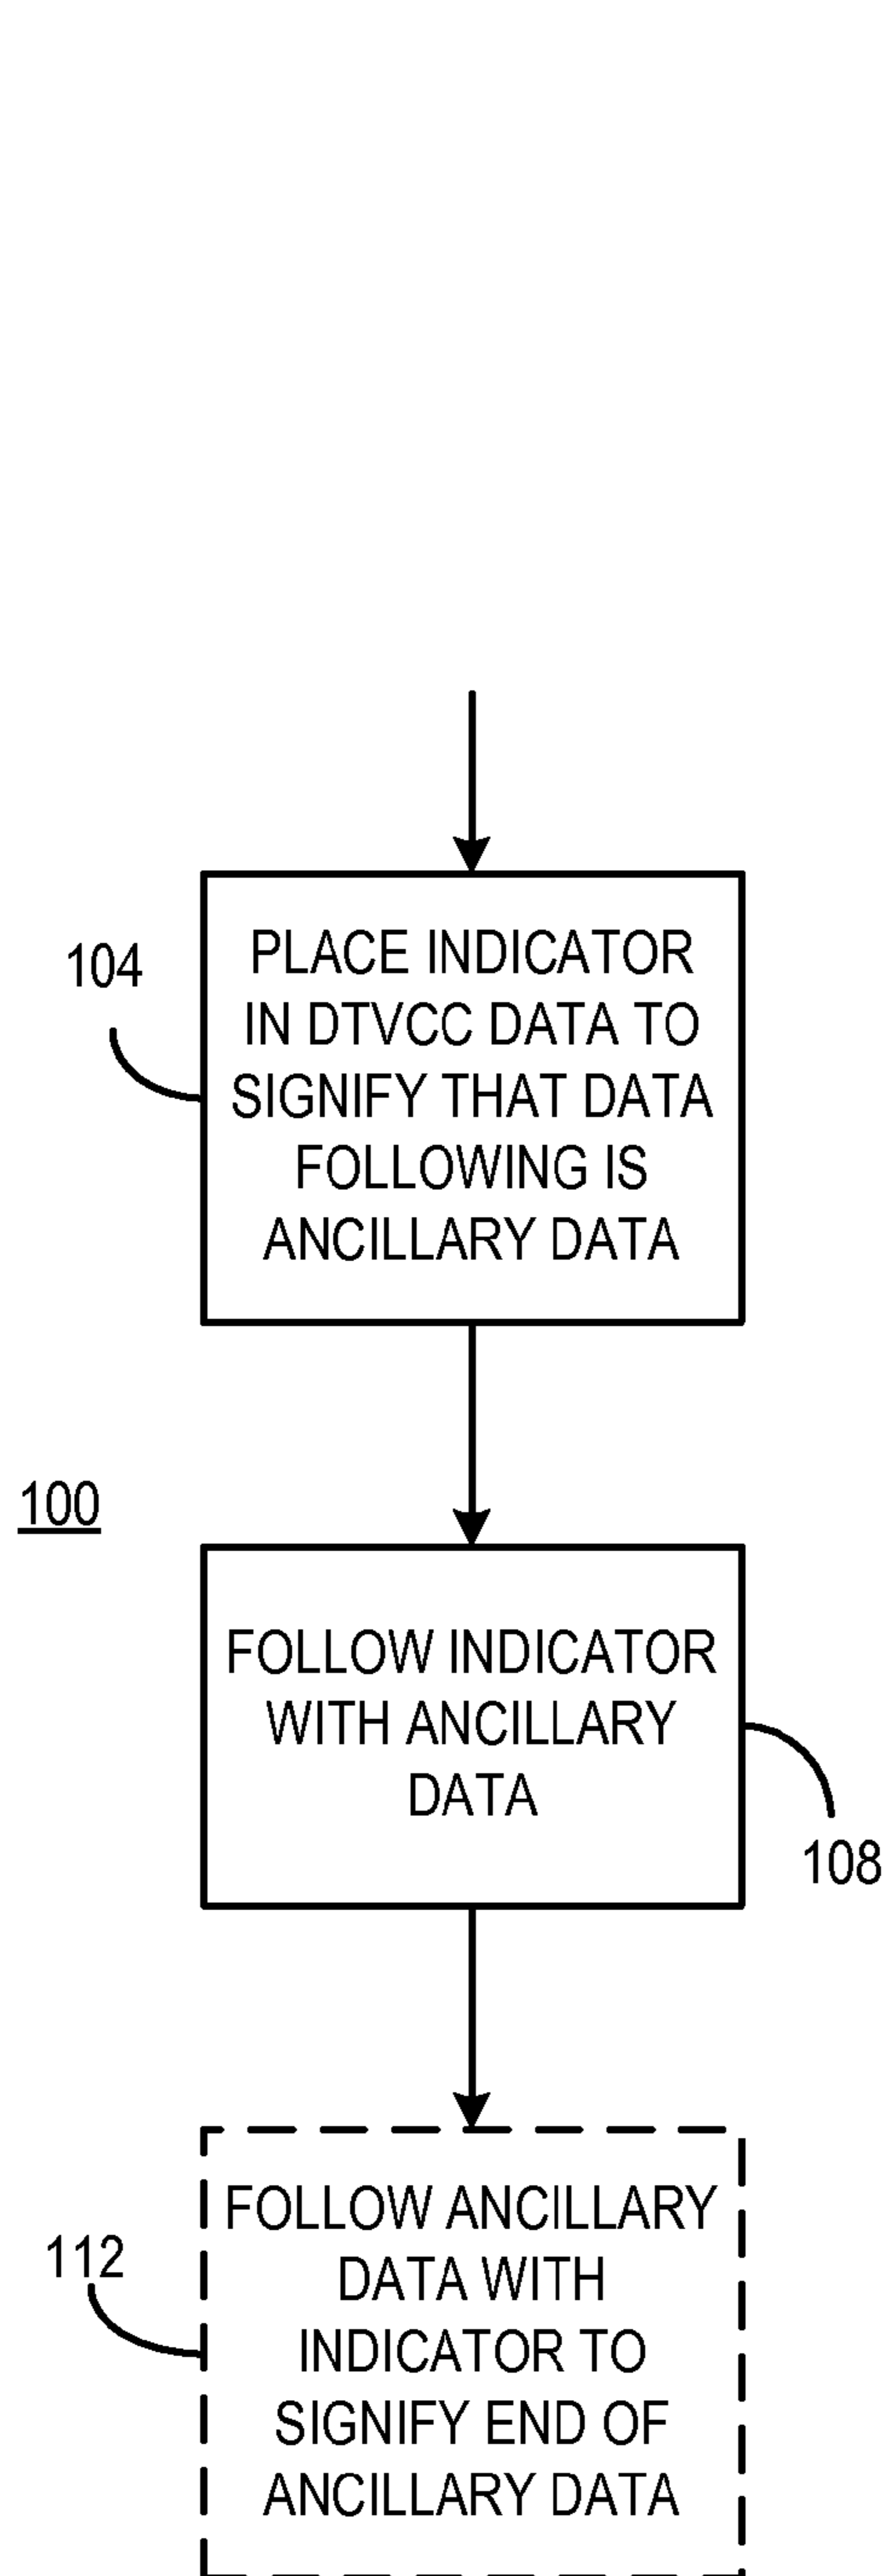 104
PLACE INDICATOR
IN DTVCC DATA TO
SIGNIFY THAT DATA
FOLLOWING IS
ANCILLARY DATA
100
FOLLOW INDICATOR
WITH ANCILLARY
DATA
108
112
FOLLOW ANCILLARY
DATA WITH
INDICATOR TO
SIGNIFY END OF
ANCILLARY DATA